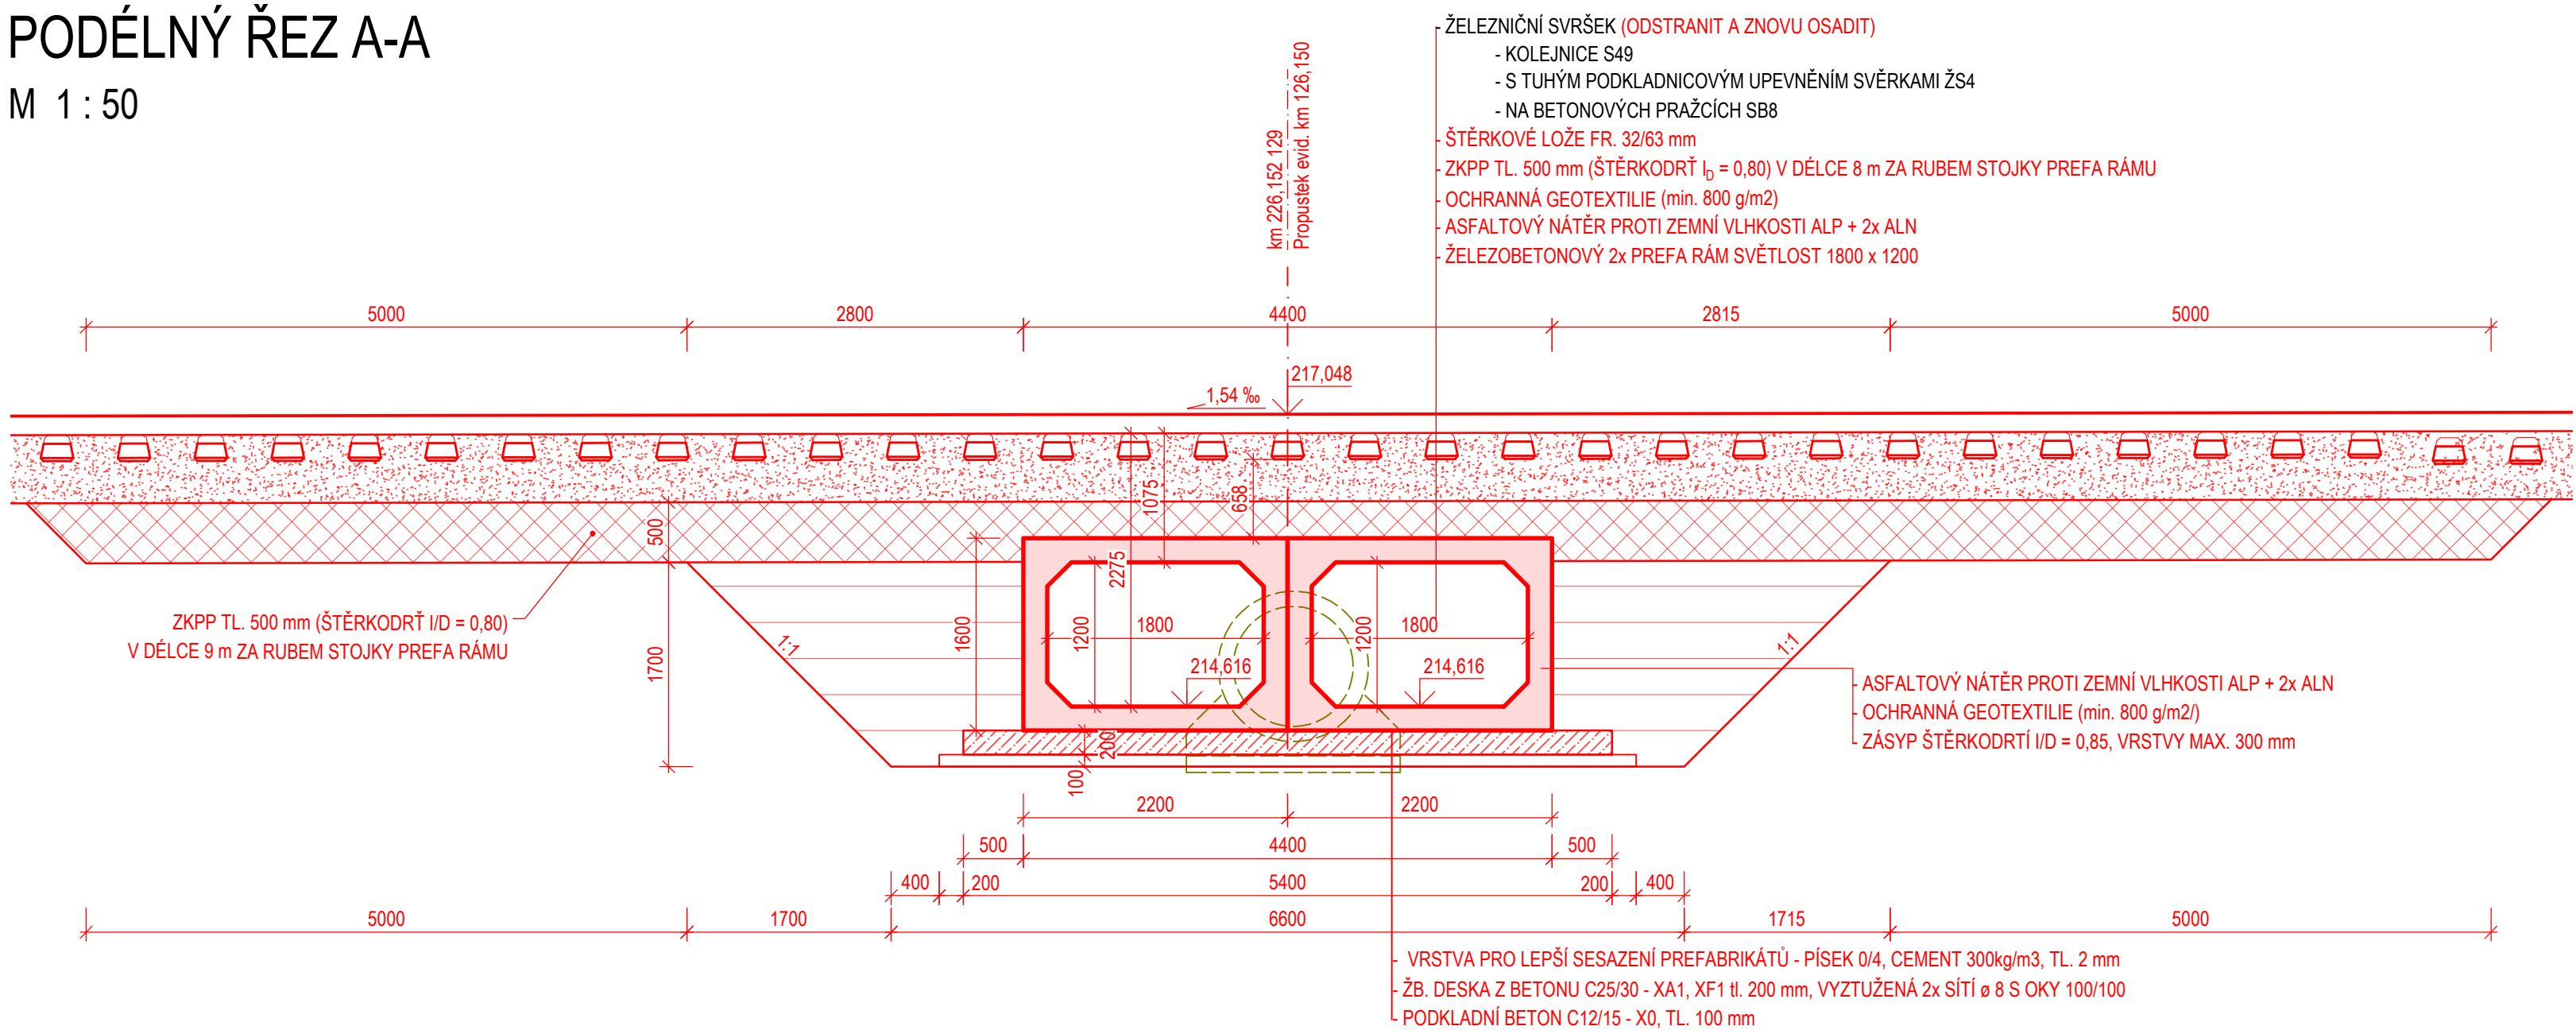 PODÉLNÝ ŘEZ A-A
M 1 : 50
km 226,152 129
Propustek evid. km 126,150
- ŽELEZNIČNÍ SVRŠEK (ODSTRANIT A ZNOVU OSADIT)
- KOLEJNICE S49
- S TUHÝM PODKLADNICOVÝM UPEVNĚNÍM SVĚRKAMI ŽS4
- NA BETONOVÝCH PRAŽCÍCH SB8
- ŠTĚRKOVÉ LOŽE FR. 32/63 mm
- ZKPP TL. 500 mm (ŠTĚRKODRŤ ID = 0,80) V DÉLCE 8 m ZA RUBEM STOJKY PREFA RÁMU
- OCHRANNÁ GEOTEXTILIE (min. 800 g/m2)
- ASFALTOVÝ NÁTĚR PROTI ZEMNÍ VLHKOSTI ALP + 2x ALN
- ŽELEZOBETONOVÝ 2x PREFA RÁM SVĚTLOST 1800 x 1200
5000 2800 4400 2815 5000
217,048
1,54 ‰
1075
658
500
2275
1600
1200
1800
1200
1800
214,616
214,616
1:1
1:1
1700
ZKPP TL. 500 mm (ŠTĚRKODRŤ I/D = 0,80)
V DÉLCE 9 m ZA RUBEM STOJKY PREFA RÁMU
- ASFALTOVÝ NÁTĚR PROTI ZEMNÍ VLHKOSTI ALP + 2x ALN
- OCHRANNÁ GEOTEXTILIE (min. 800 g/m2/)
- ZÁSYP ŠTĚRKODRTÍ I/D = 0,85, VRSTVY MAX. 300 mm
200
100
2200 2200
500 4400 500
400 200 5400 200 400
5000 1700 6600 1715 5000
- VRSTVA PRO LEPŠÍ SESAZENÍ PREFABRIKÁTŮ - PÍSEK 0/4, CEMENT 300kg/m3, TL. 2 mm
- ŽB. DESKA Z BETONU C25/30 - XA1, XF1 tl. 200 mm, VYZTUŽENÁ 2x SÍTÍ ø 8 S OKY 100/100
- PODKLADNÍ BETON C12/15 - X0, TL. 100 mm